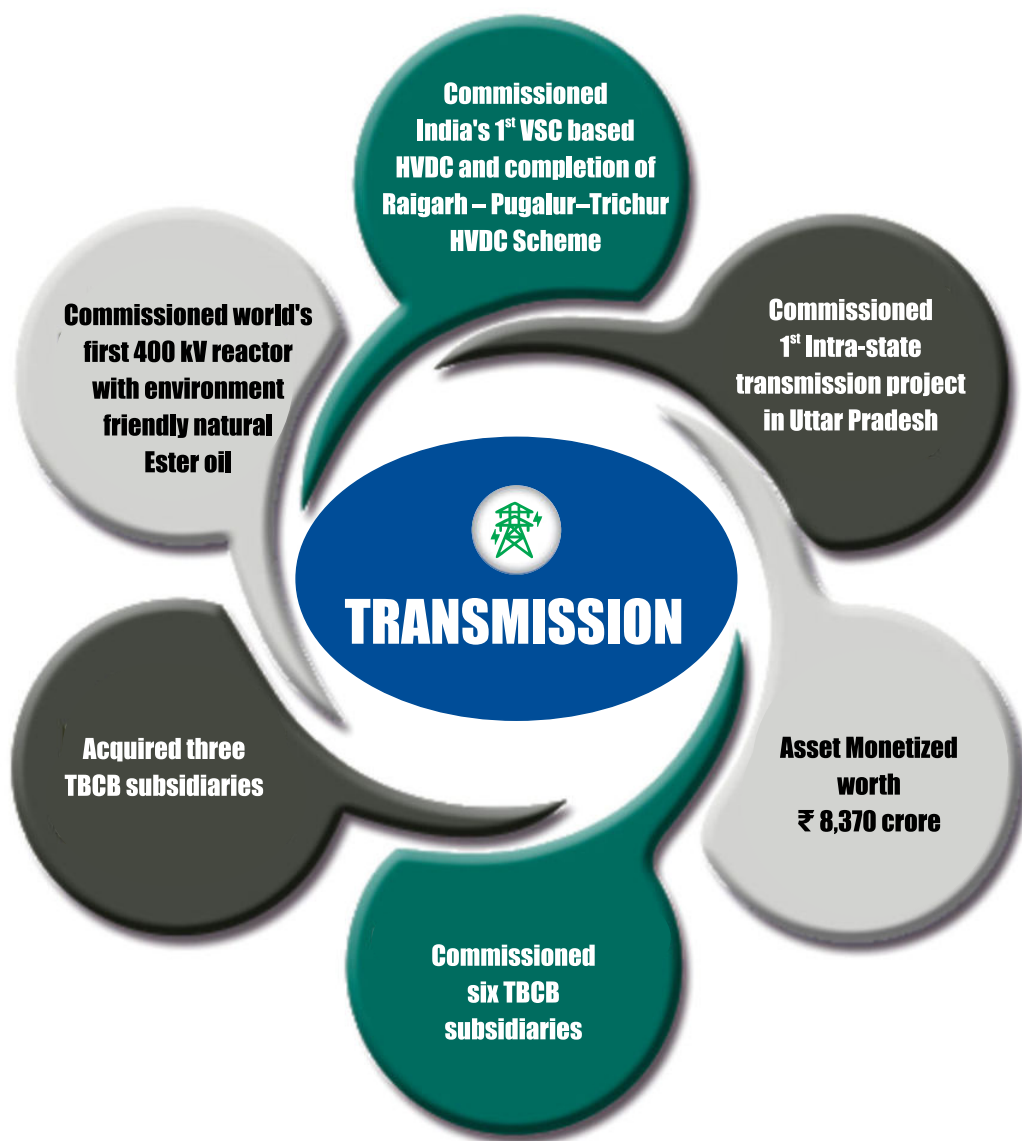 Commissioned
India's 1st VSC based
HVDC and completion of
Raigarh – Pugalur–Trichur
HVDC Scheme
Commissioned
1st Intra-state
transmission project
in Uttar Pradesh
Asset Monetized
worth
₹ 8,370 crore
Commissioned
six TBCB
subsidiaries
Acquired three
TBCB subsidiaries
Commissioned world's
first 400 kV reactor
with environment
friendly natural
Ester oil
TRANSMISSION